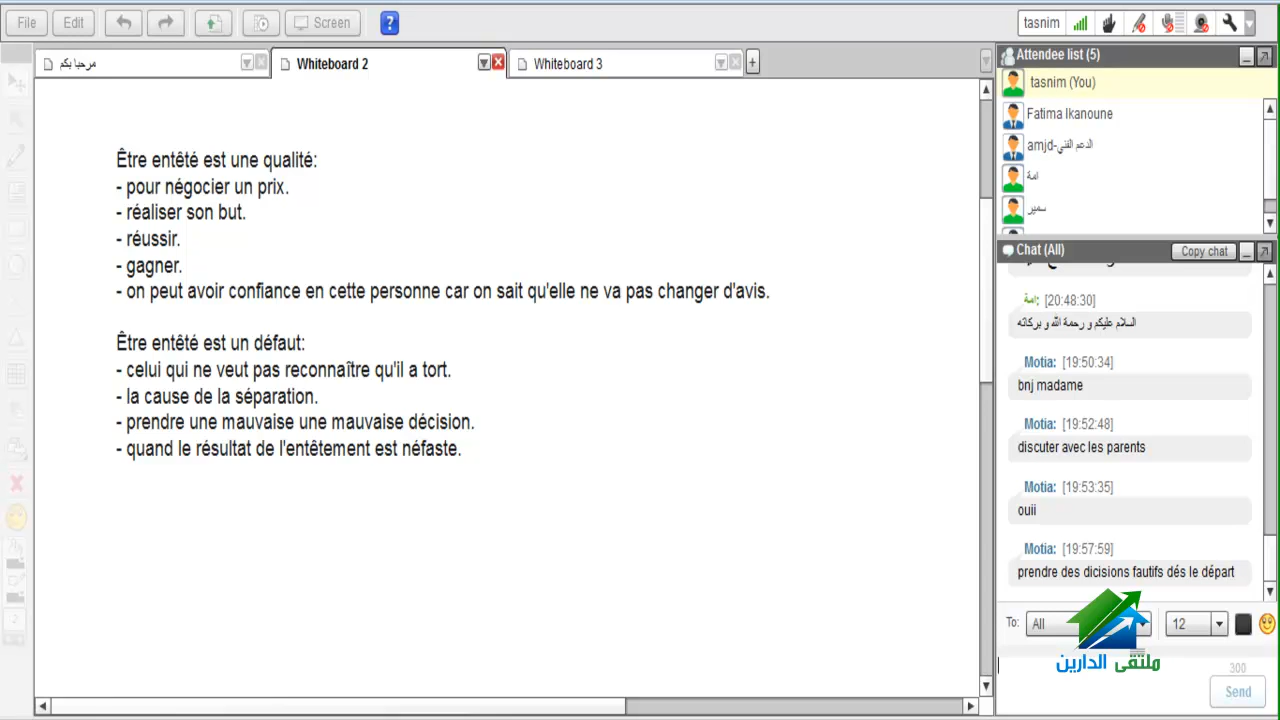 File Edit Screen ? tasnim
مرحبا بكم Whiteboard 2 Whiteboard 3 +
Être entêté est une qualité:
- pour négocier un prix.
- réaliser son but.
- réussir.
- gagner.
- on peut avoir confiance en cette personne car on sait qu'elle ne va pas changer d'avis.
Être entêté est un défaut:
- celui qui ne veut pas reconnaître qu'il a tort.
- la cause de la séparation.
- prendre une mauvaise une mauvaise décision.
- quand le résultat de l'entêtement est néfaste.
Attendee list (5)
tasnim (You)
Fatima Ikanoune
amjd-الدعم الفني
امة
سمير
Chat (All) Copy chat
امة: [20:48:30]
السلام عليكم و رحمة الله و بركاته
Motia: [19:50:34]
bnj madame
Motia: [19:52:48]
discuter avec les parents
Motia: [19:53:35]
ouii
Motia: [19:57:59]
prendre des dicisions fautifs dés le départ
To: All 12
ملتقى الدارين
300
Send